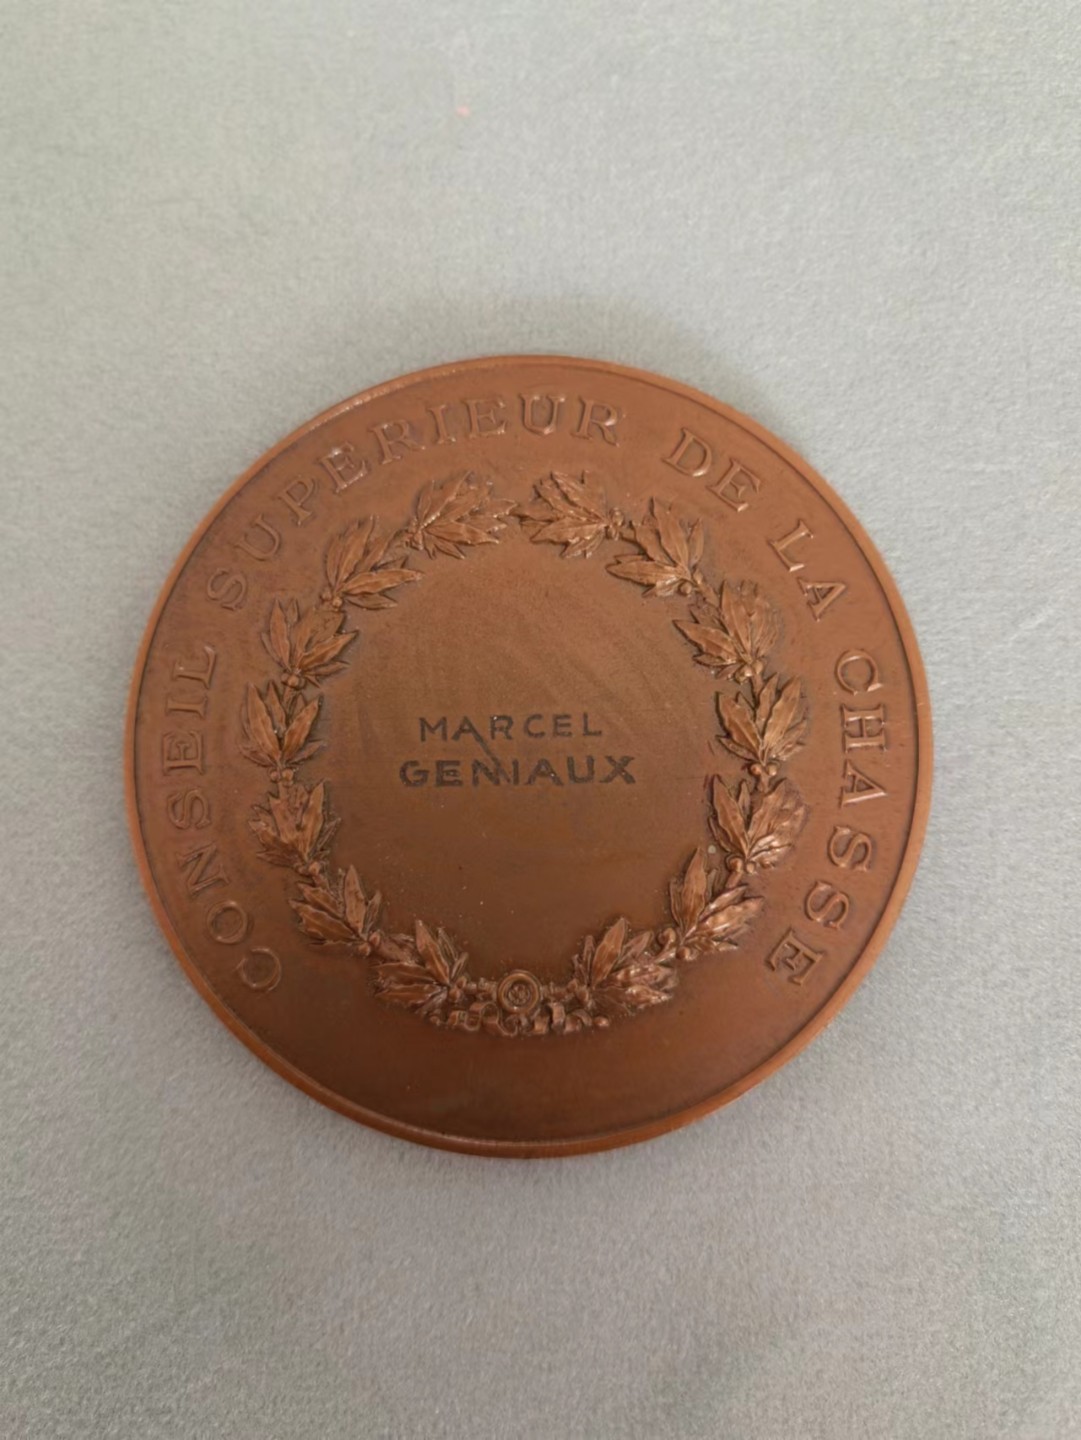 CONSEIL SUPERIEUR DE LA CHASSE
MARCEL
GENIAUX